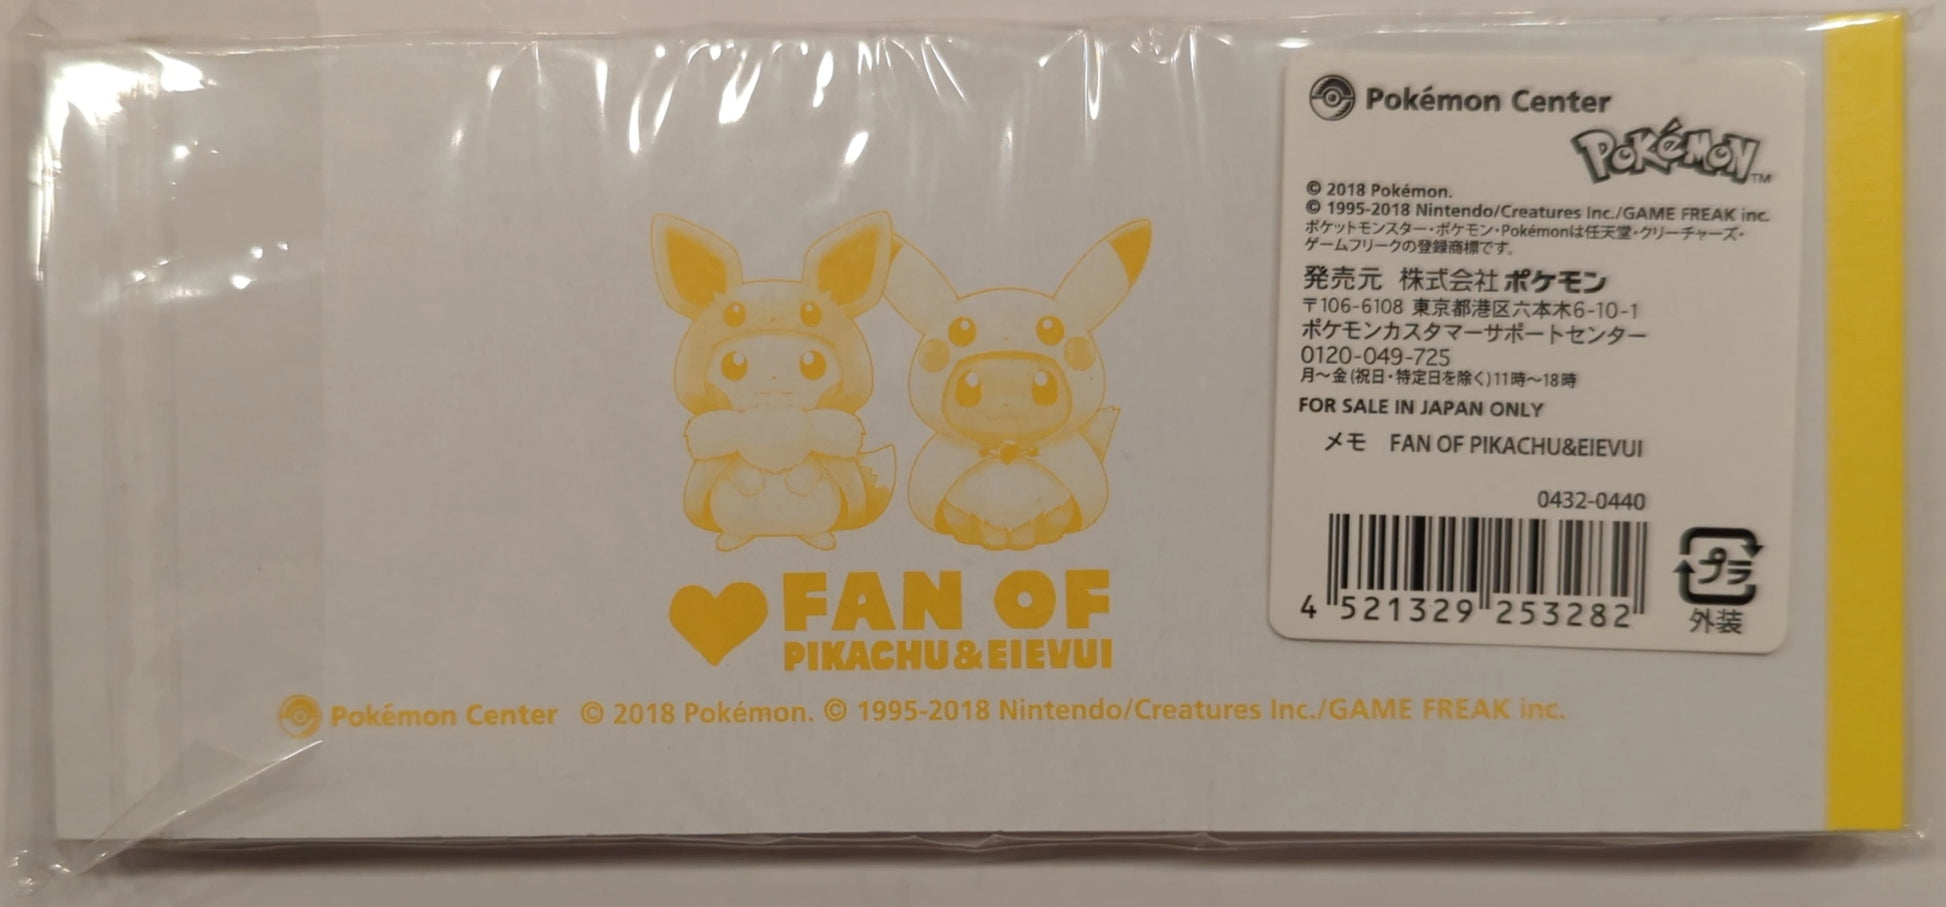 Pokémon Center
POKéMON™
© 2018 Pokémon.
© 1995-2018 Nintendo/Creatures Inc./GAME FREAK inc.
ポケットモンスター・ポケモン・Pokémonは任天堂・クリーチャーズ・
ゲームフリークの登録商標です。
発売元 株式会社ポケモン
〒106-6108 東京都港区六本木6-10-1
ポケモンカスタマーサポートセンター
0120-049-725
月～金(祝日・特定日を除く)11時～18時
FOR SALE IN JAPAN ONLY
メモ FAN OF PIKACHU&EIEVUI
0432-0440
4 521329 253282
プラ
外装
FAN OF
PIKACHU&EIEVUI
Pokémon Center © 2018 Pokémon. © 1995-2018 Nintendo/Creatures Inc./GAME FREAK inc.